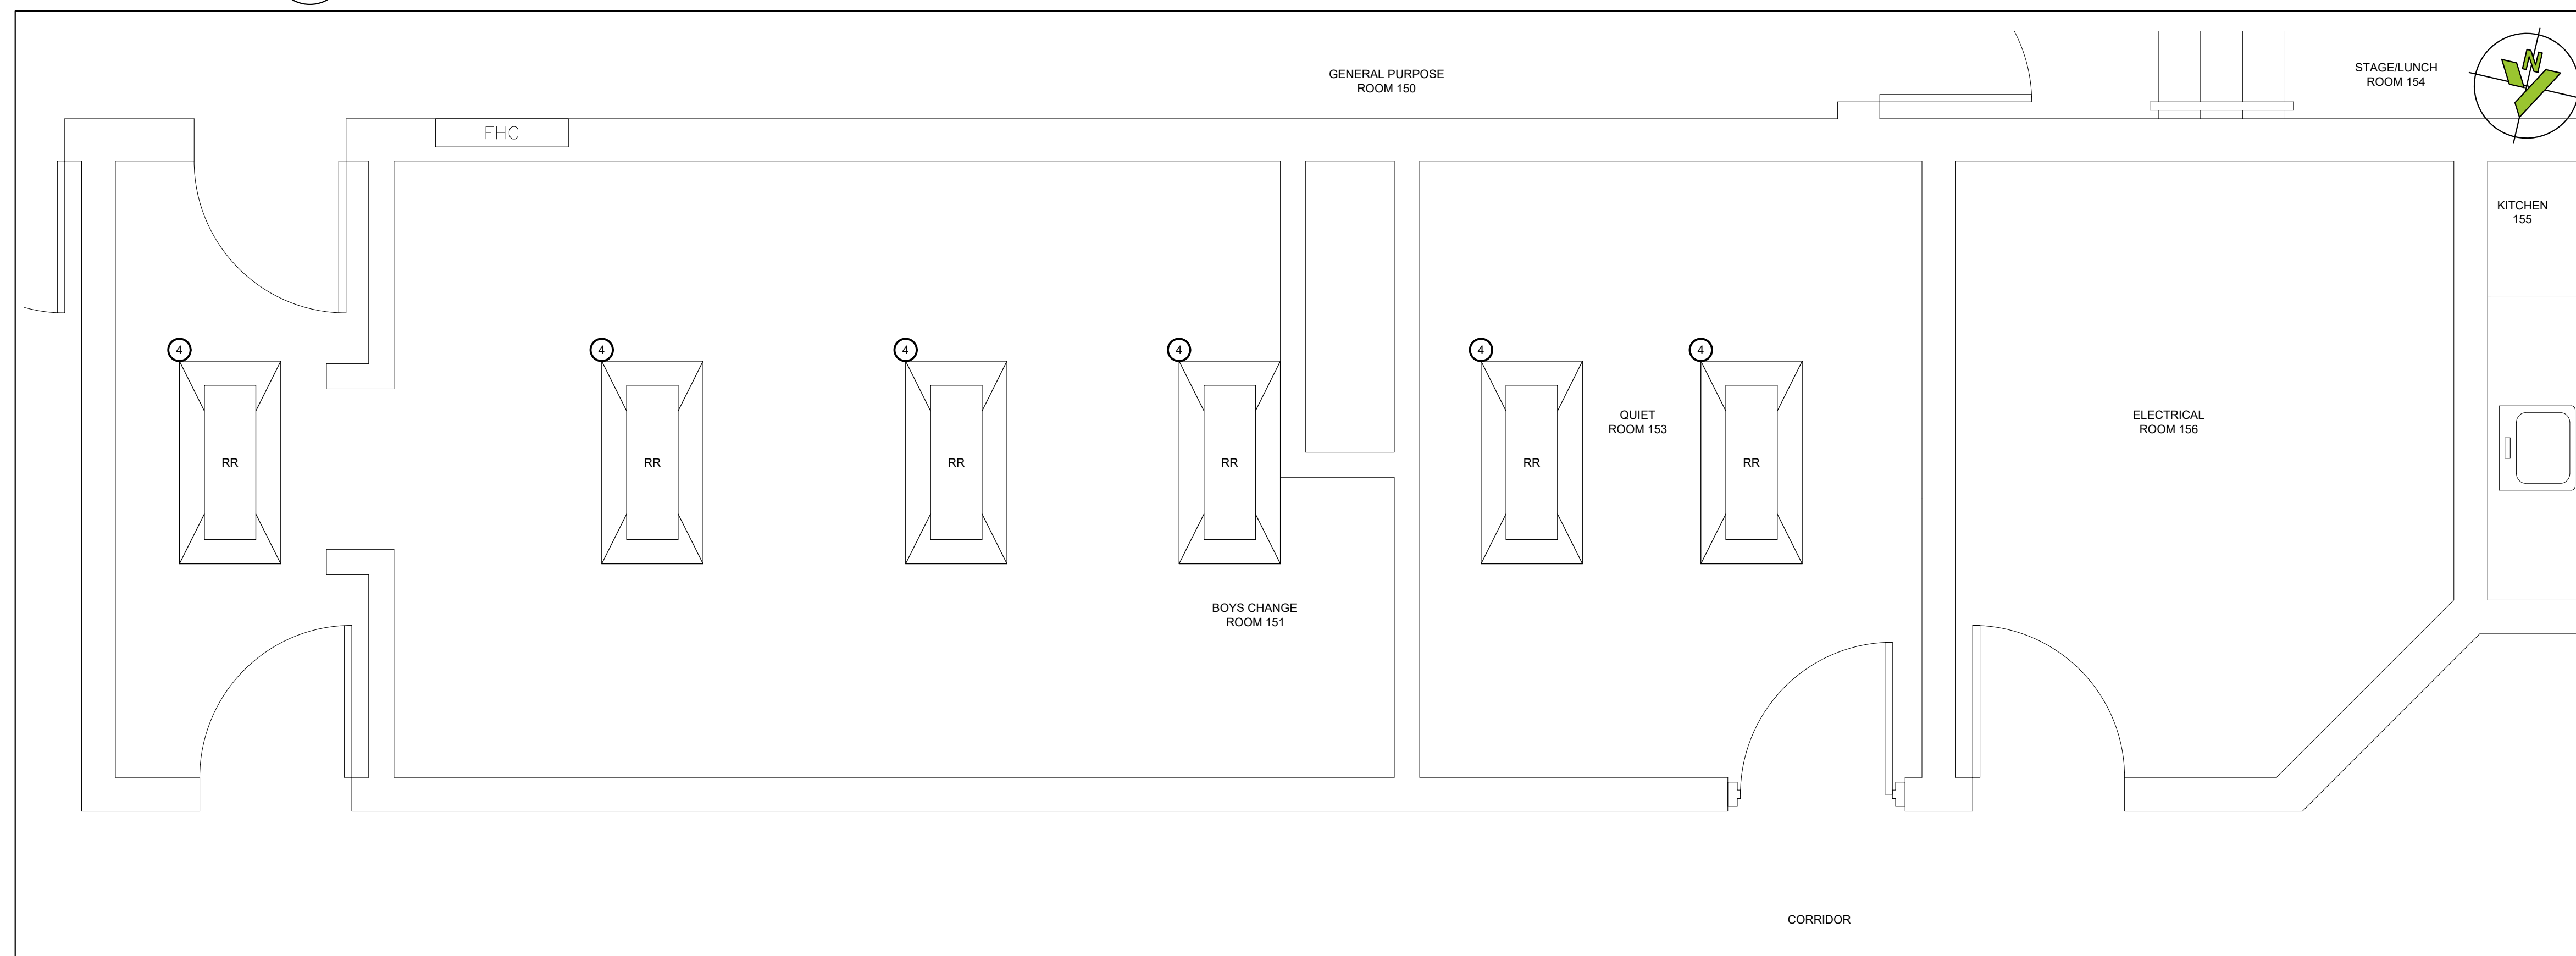 GENERAL PURPOSE
ROOM 150
STAGE/LUNCH
ROOM 154
N
FHC
KITCHEN
155
4
4
4
4
4
4
QUIET
ROOM 153
ELECTRICAL
ROOM 156
RR
RR
RR
RR
RR
RR
BOYS CHANGE
ROOM 151
CORRIDOR